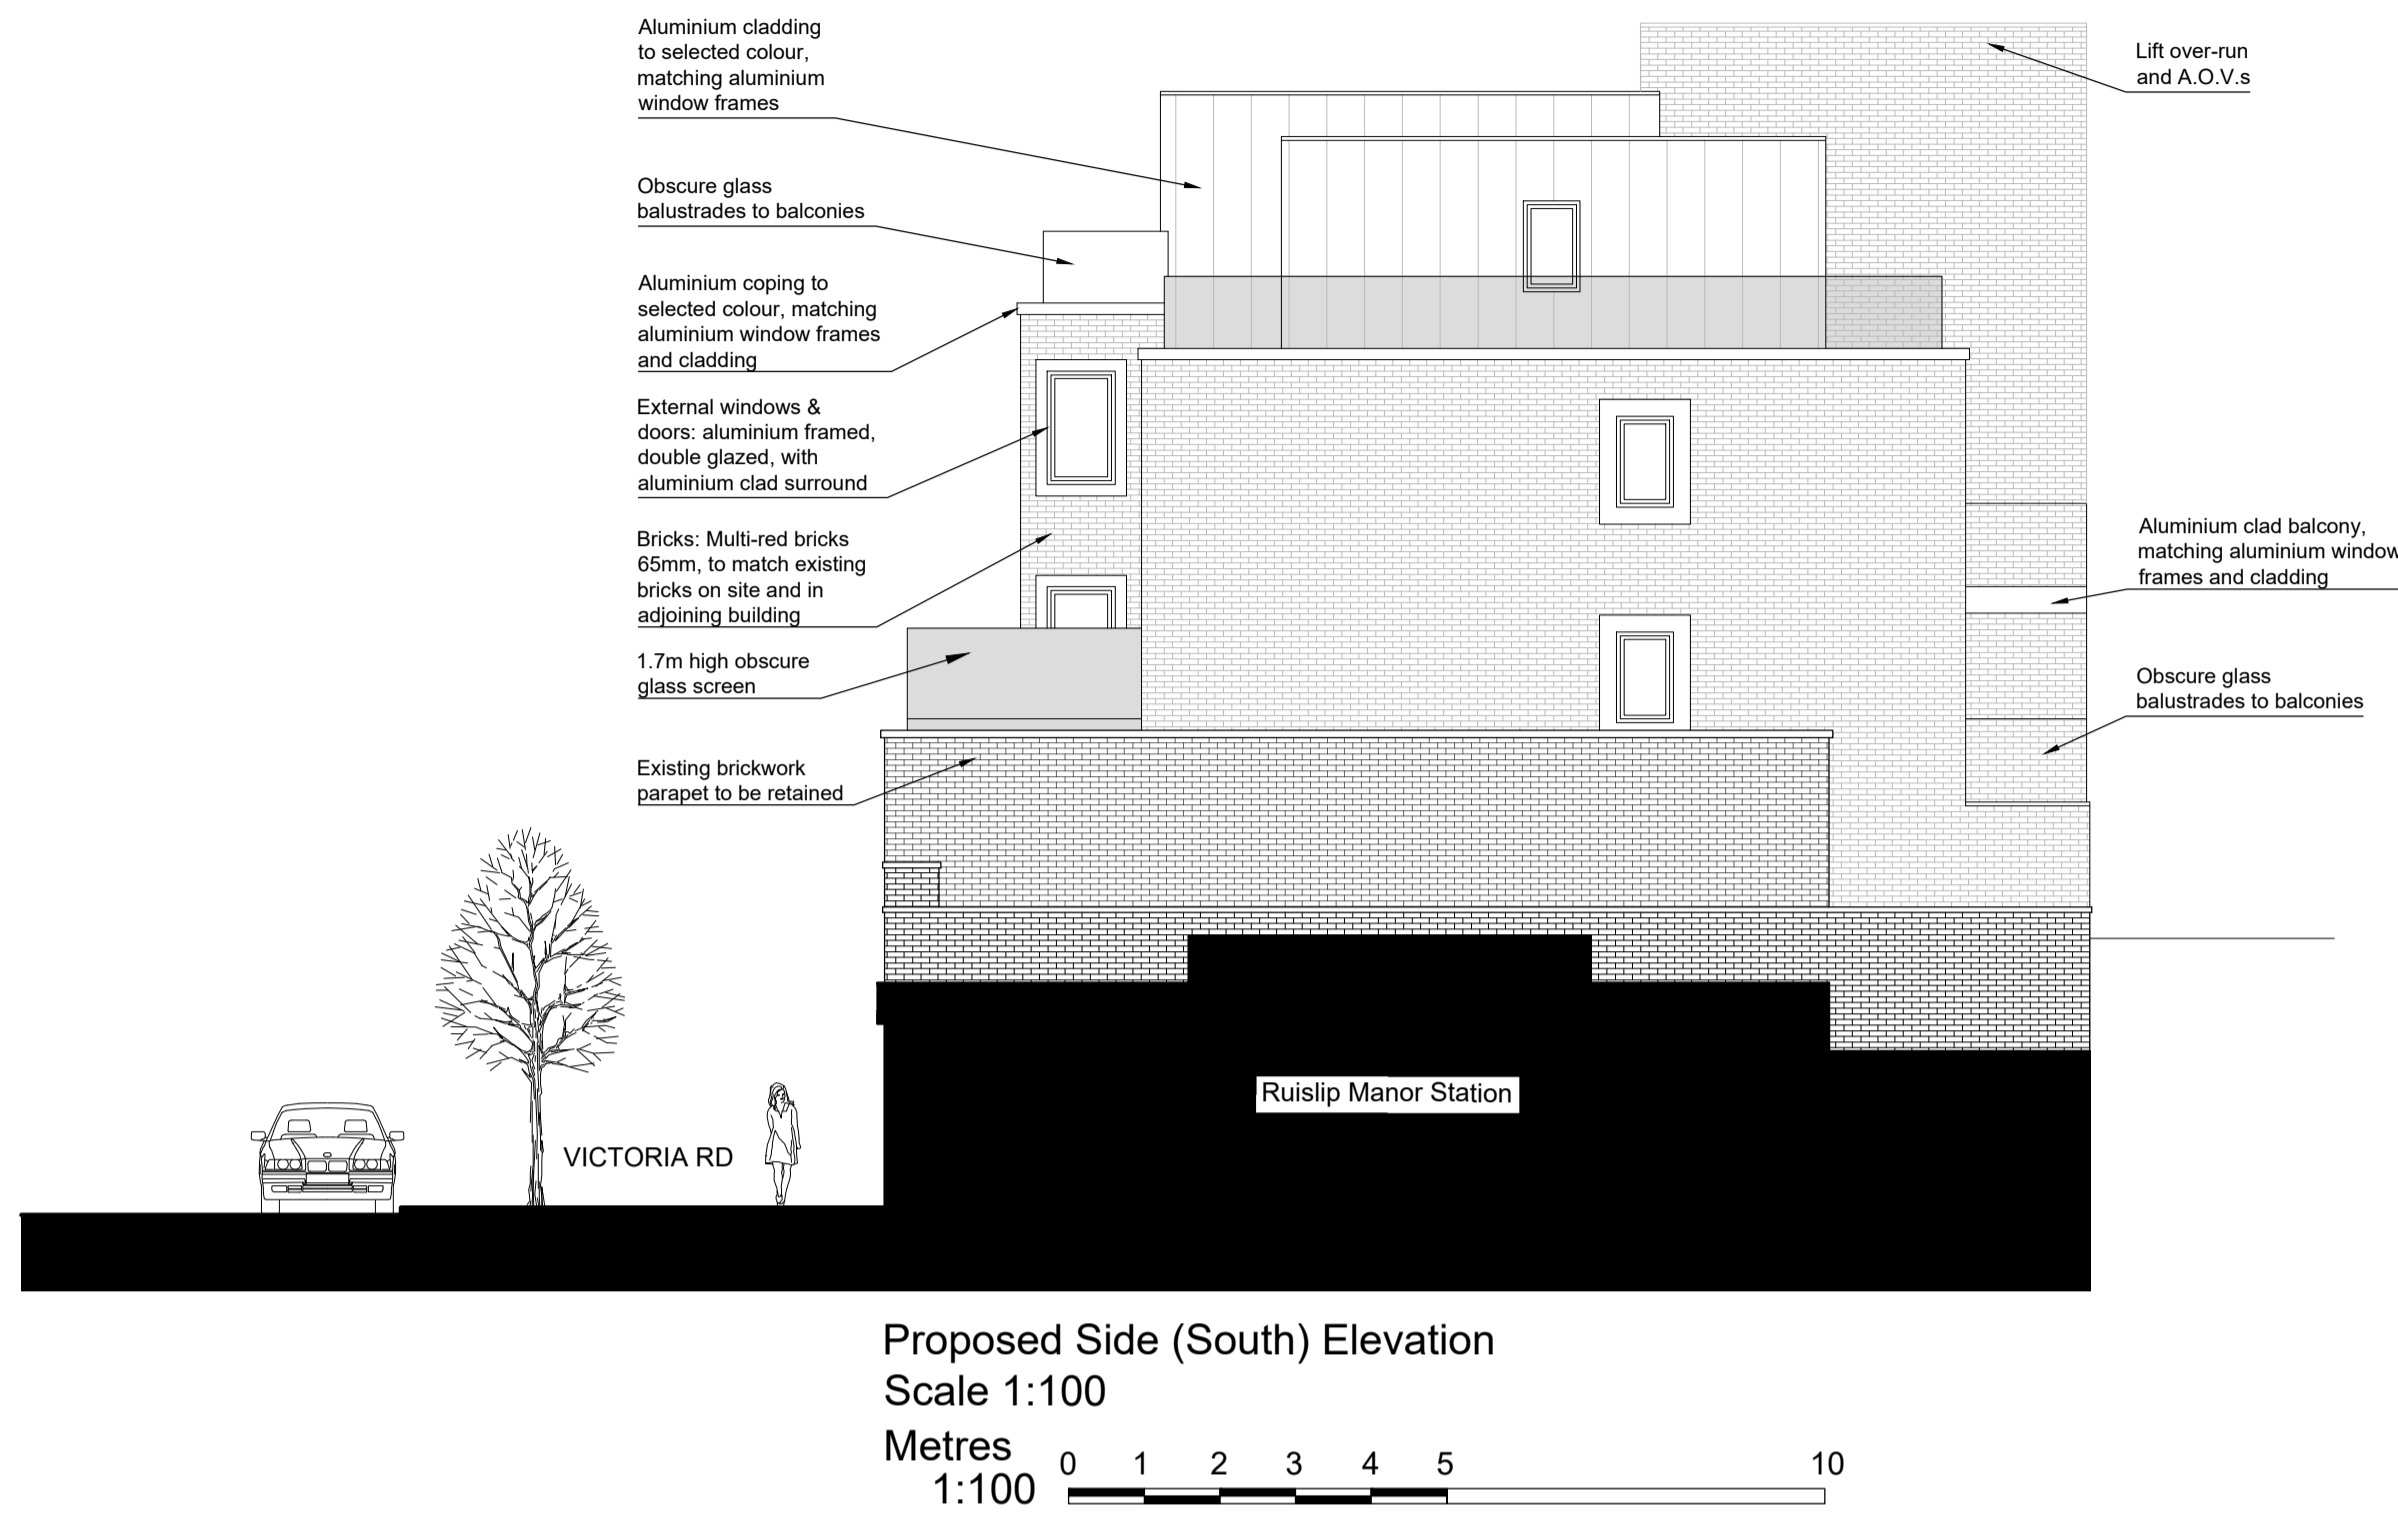 Aluminium cladding
to selected colour,
matching aluminium
window frames
Obscure glass
balustrades to balconies
Aluminium coping to
selected colour, matching
aluminium window frames
and cladding
External windows &
doors: aluminium framed,
double glazed, with
aluminium clad surround
Bricks: Multi-red bricks
65mm, to match existing
bricks on site and in
adjoining building
1.7m high obscure
glass screen
Existing brickwork
parapet to be retained
Lift over-run
and A.O.V.s
Aluminium clad balcony,
matching aluminium window
frames and cladding
Obscure glass
balustrades to balconies
Ruislip Manor Station
VICTORIA RD
Proposed Side (South) Elevation
Scale 1:100
Metres
1:100
0 1 2 3 4 5 10